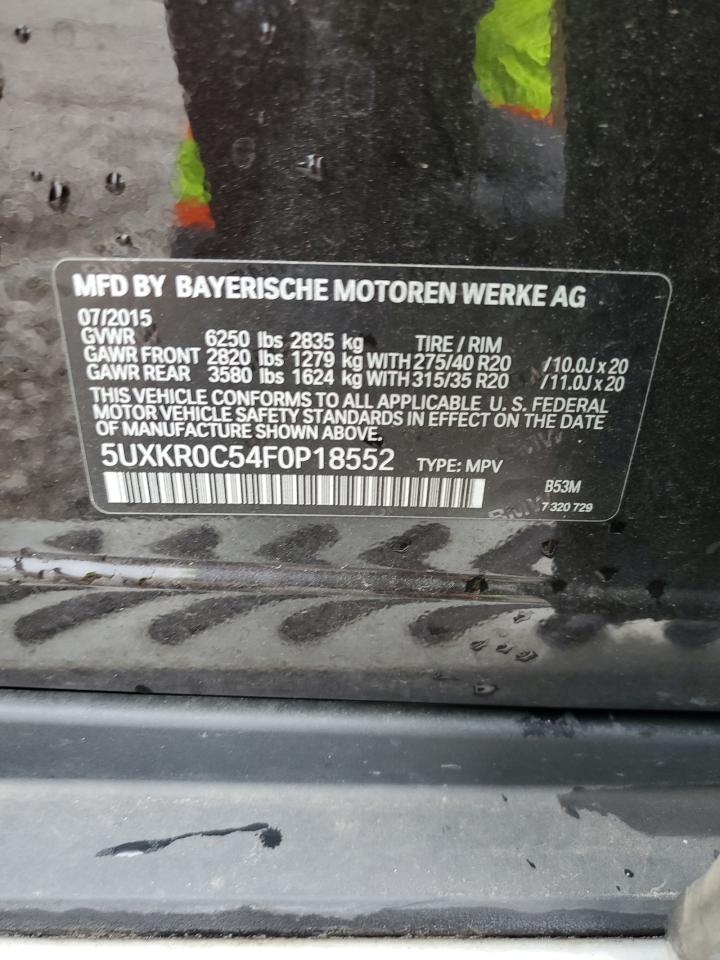 MFD BY BAYERISCHE MOTOREN WERKE AG
07/2015
GVWR 6250 lbs 2835 kg TIRE / RIM
GAWR FRONT 2820 lbs 1279 kg WITH 275/40 R20 /10.0J x 20
GAWR REAR 3580 lbs 1624 kg WITH 315/35 R20 /11.0J x 20
THIS VEHICLE CONFORMS TO ALL APPLICABLE U. S. FEDERAL
MOTOR VEHICLE SAFETY STANDARDS IN EFFECT ON THE DATE
OF MANUFACTURE SHOWN ABOVE.
5UXKR0C54F0P18552 TYPE: MPV
B53M
7 320 729